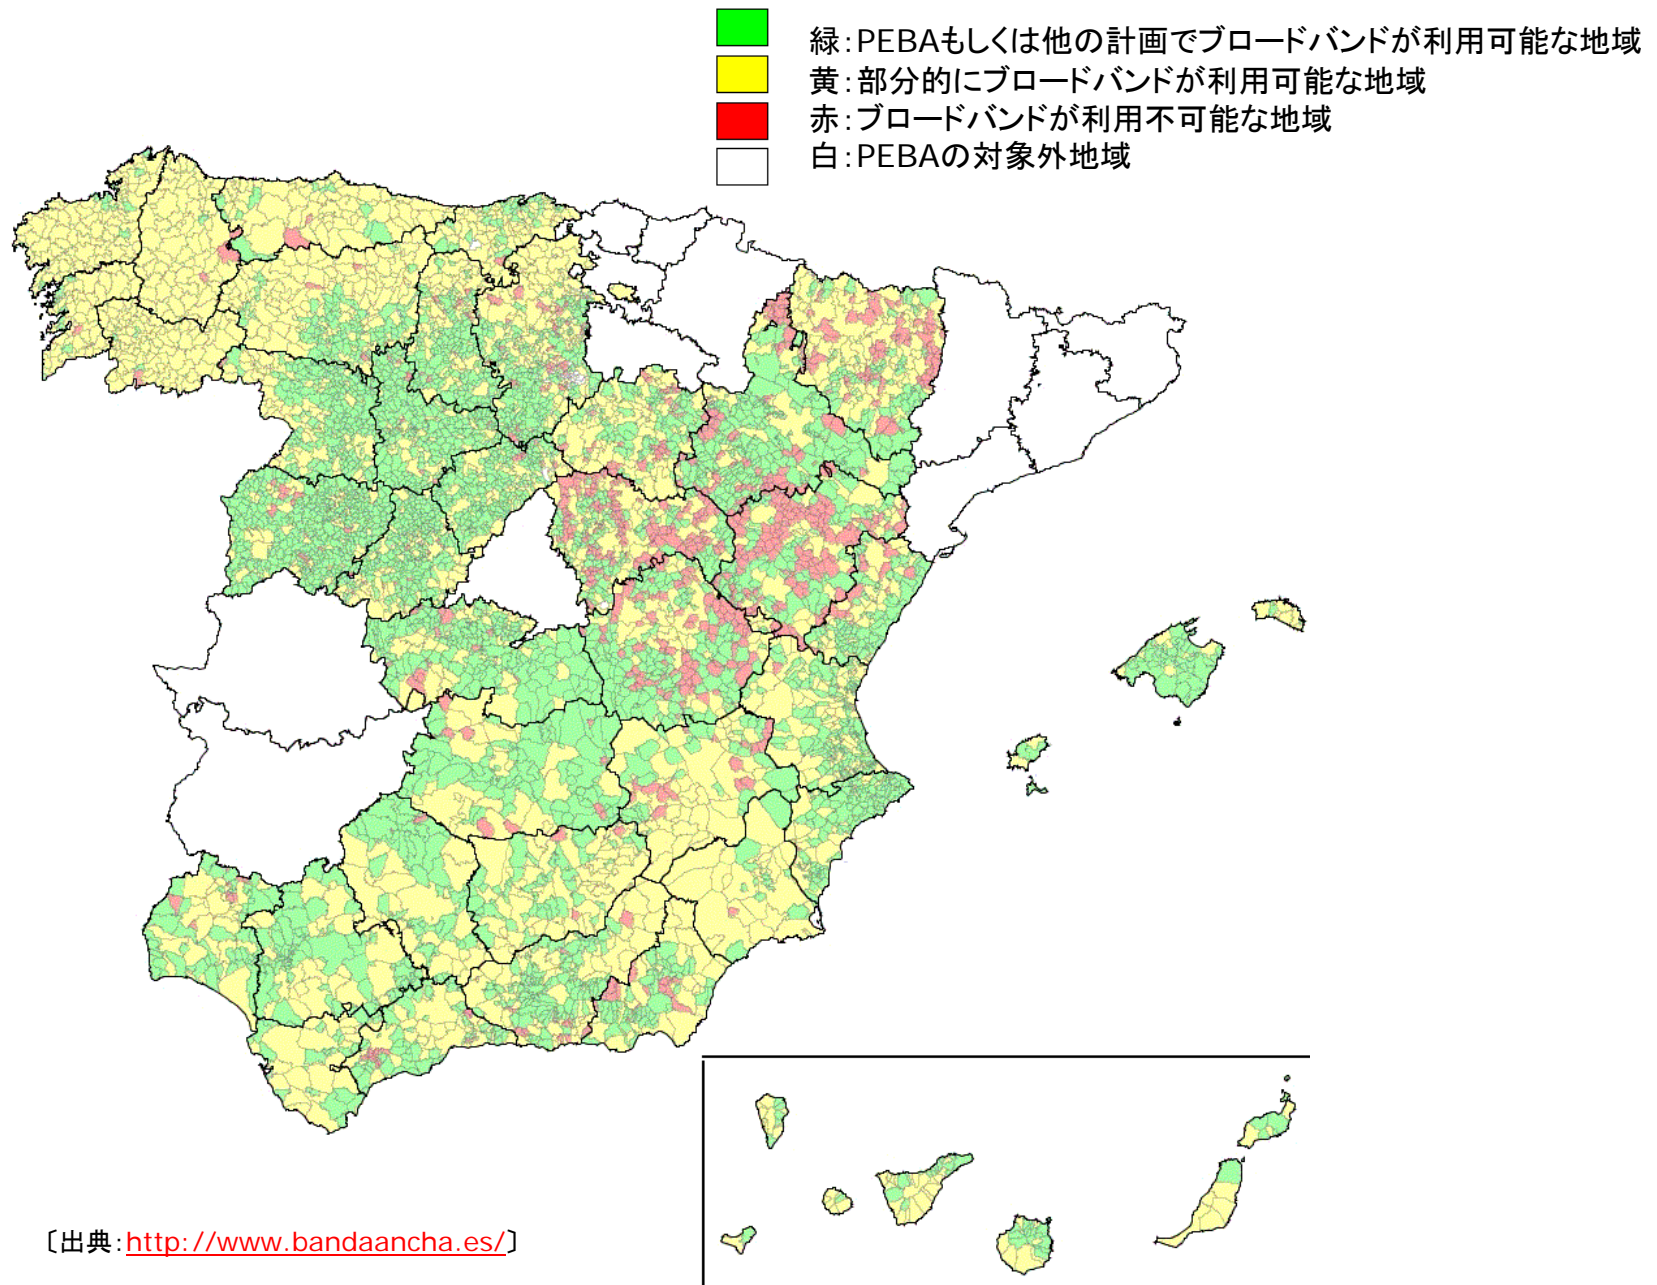 緑：PEBAもしくは他の計画でブロードバンドが利用可能な地域
黄：部分的にブロードバンドが利用可能な地域
赤：ブロードバンドが利用不可能な地域
白：PEBAの対象外地域
〔出典：http://www.bandaancha.es/〕